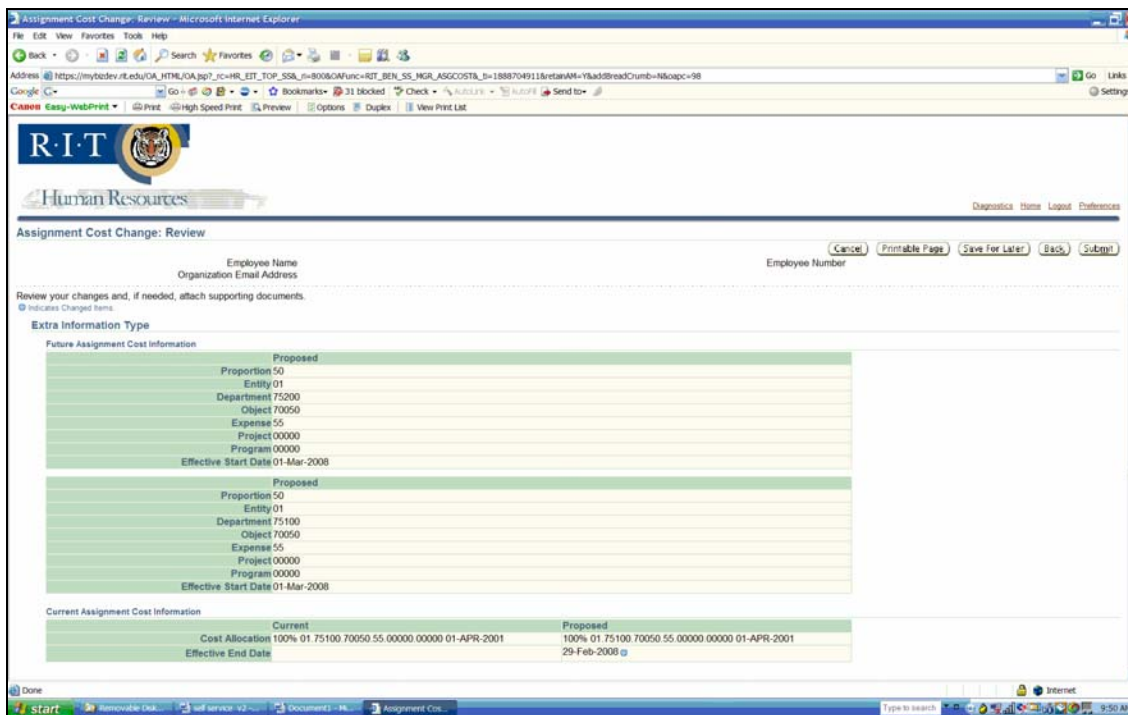 Assignment Cost Change: Review - Microsoft Internet Explorer
File Edit View Favorites Tools Help
Back Search Favorites
Address https://mybizdev.rit.edu/OA_HTML/OA.jsp?_rc=HR_EIT_TOP_SS&_ri=800&OAFunc=RIT_BEN_SS_MGR_ASGCOST&_ti=1888704911&retainAM=Y&addBreadCrumb=N&oapc=98 Go Links
Google Go Bookmarks 31 blocked Check AutoLink AutoFill Send to Settings
Canon Easy-WebPrint Print High Speed Print Preview Options Duplex View Print List
R·I·T
Human Resources
Diagnostics Home Logout Preferences
Assignment Cost Change: Review
Cancel Printable Page Save For Later Back Submit
Employee Name Employee Number
Organization Email Address
Review your changes and, if needed, attach supporting documents.
Indicates Changed Items.
Extra Information Type
Future Assignment Cost Information
Proposed
Proportion 50
Entity 01
Department 75200
Object 70050
Expense 55
Project 00000
Program 00000
Effective Start Date 01-Mar-2008
Proposed
Proportion 50
Entity 01
Department 75100
Object 70050
Expense 55
Project 00000
Program 00000
Effective Start Date 01-Mar-2008
Current Assignment Cost Information
Current Proposed
Cost Allocation 100% 01.75100.70050.55.00000.00000 01-APR-2001 100% 01.75100.70050.55.00000.00000 01-APR-2001
Effective End Date 29-Feb-2008
Done Internet
start Removable Disk... self service v2-... Document1 - M... Assignment Cos... Type to search 9:50 AM